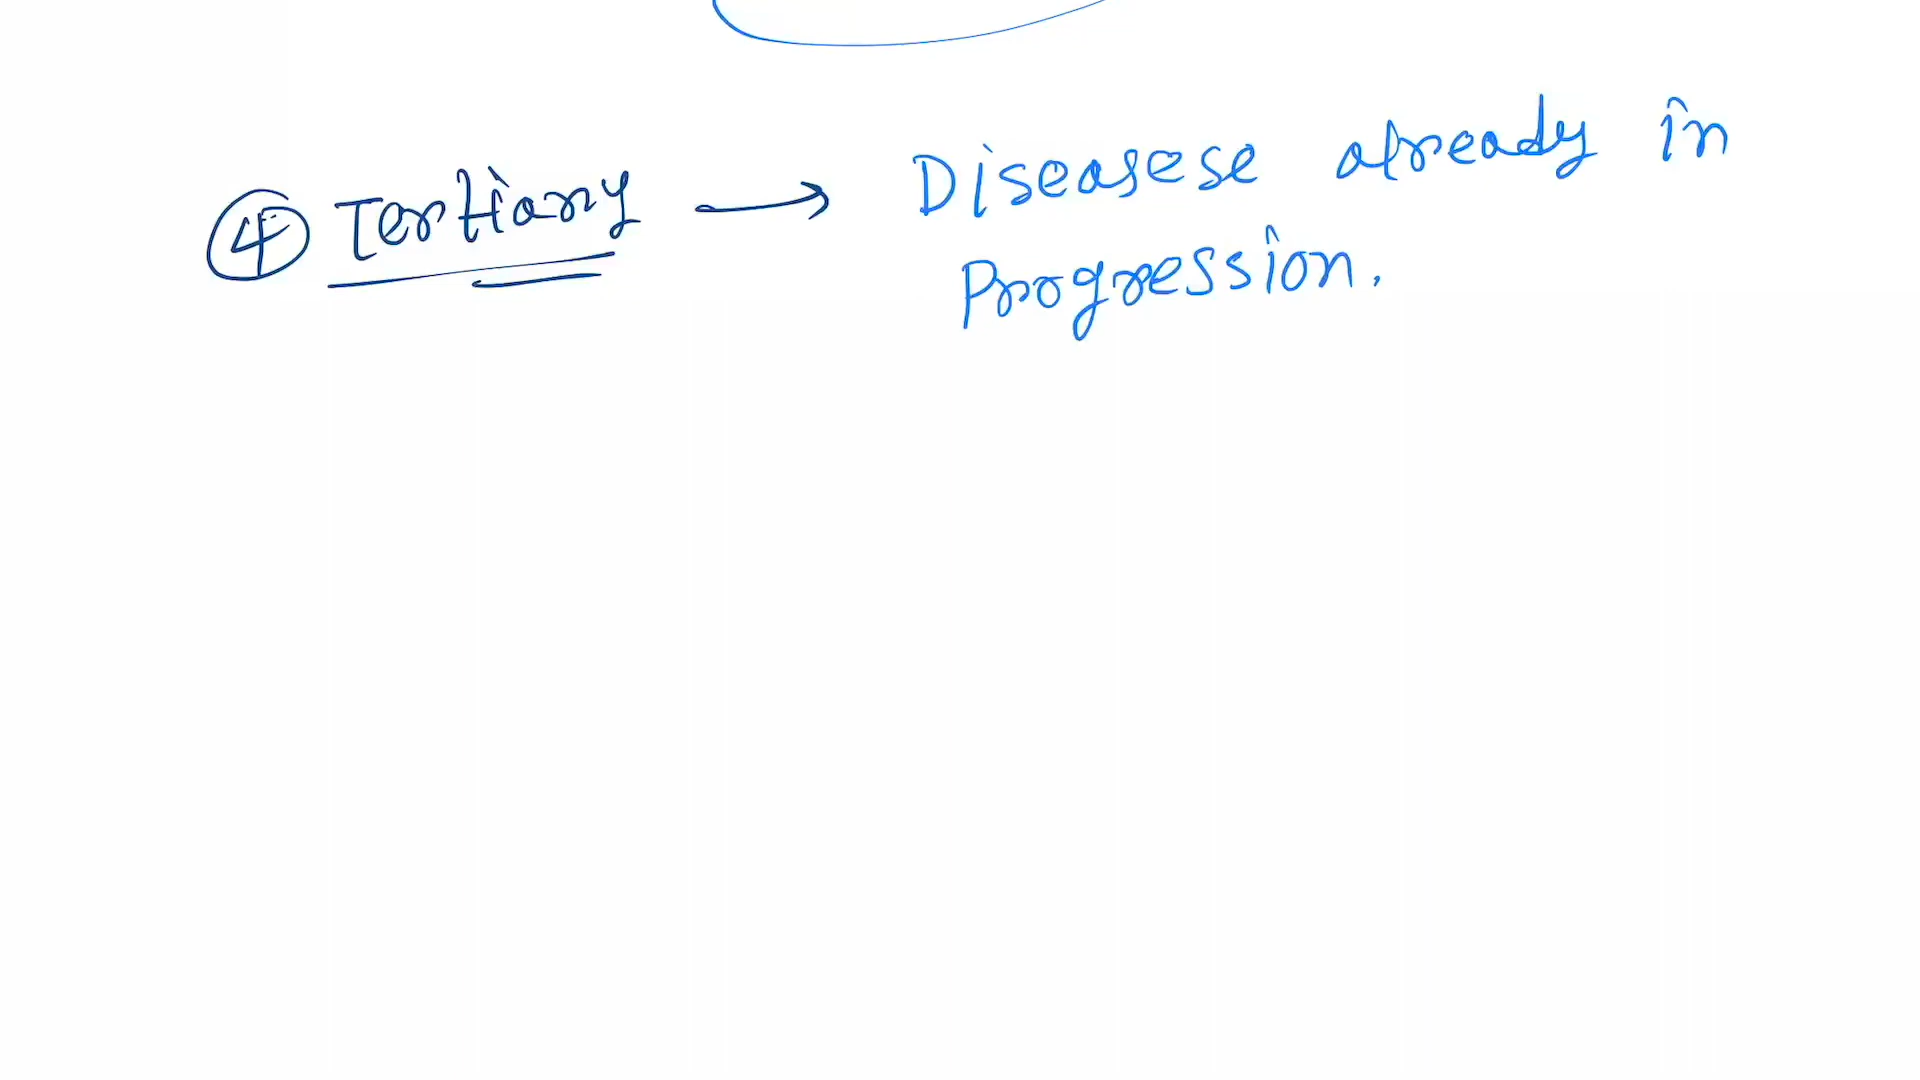 ④ Tertiary → Diseasese already in
Progression.